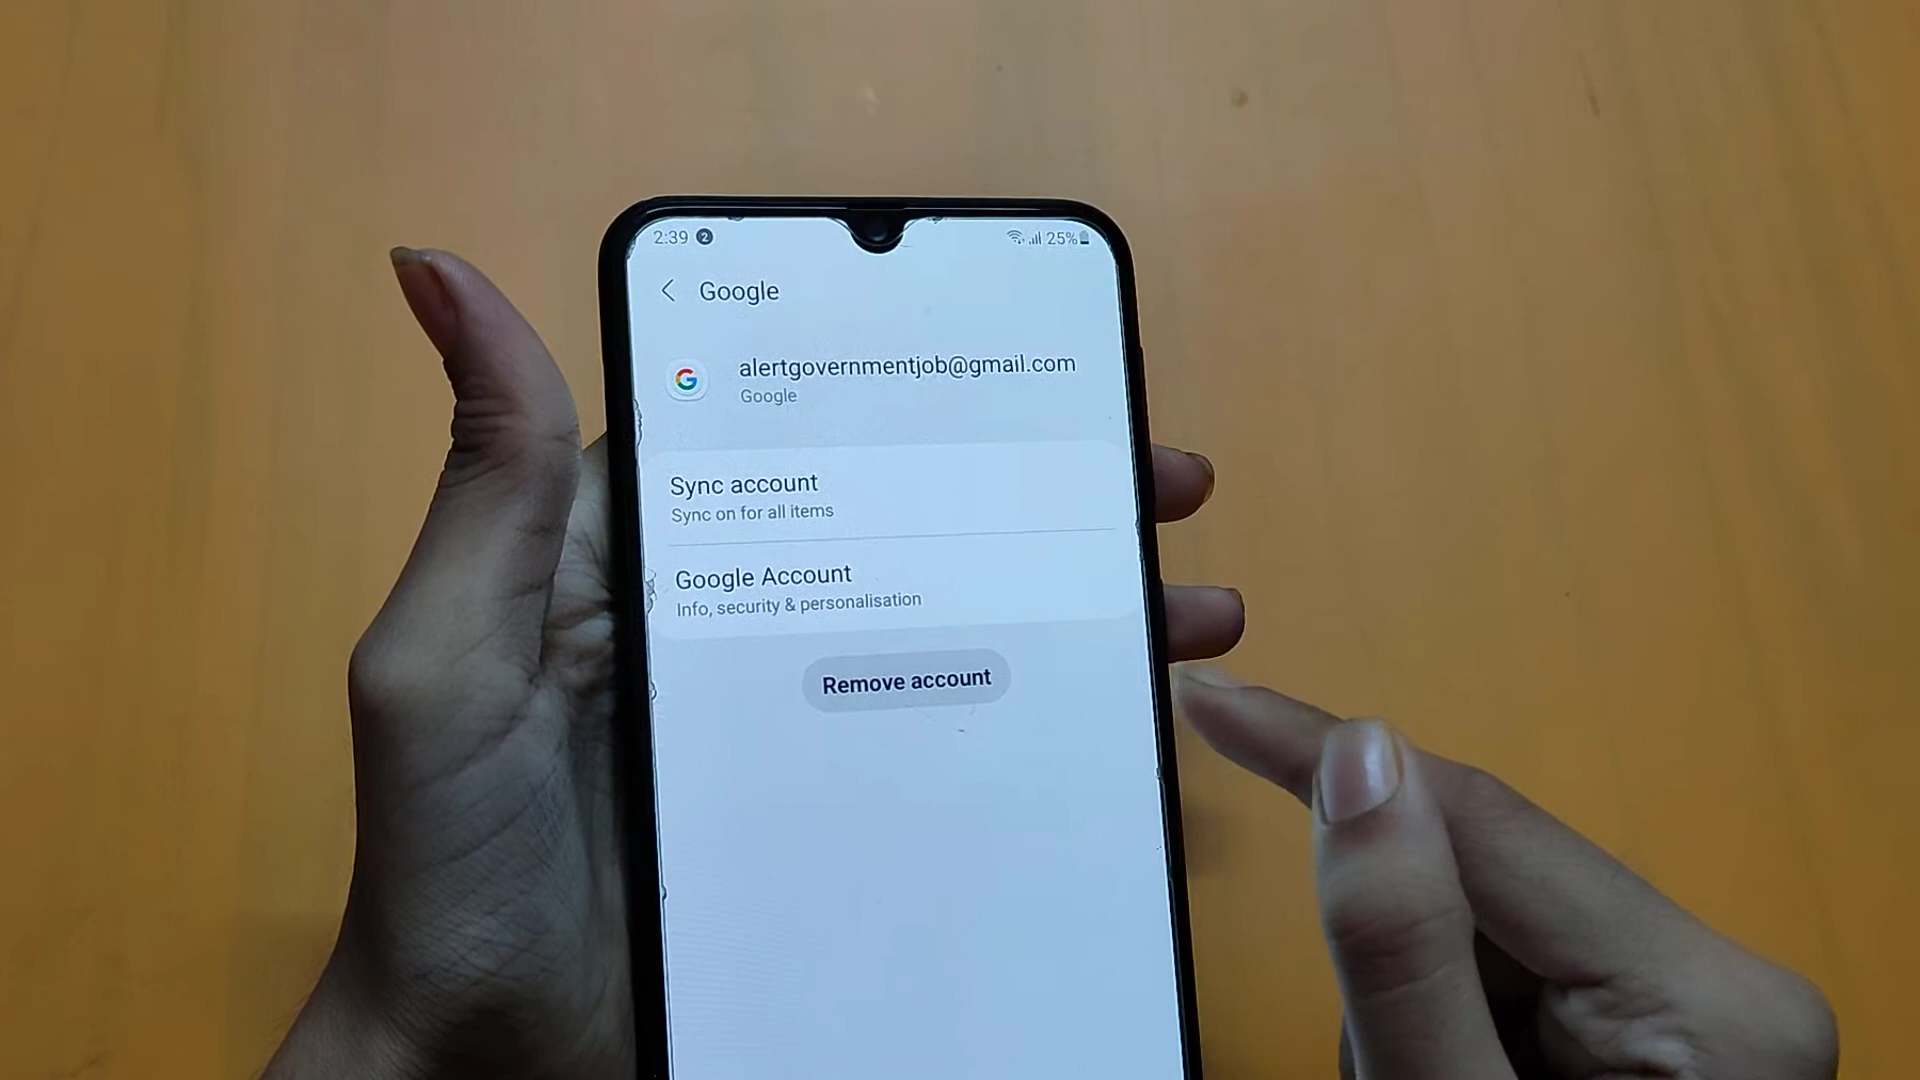 2:39 2 25%
Google
alertgovernmentjob@gmail.com
Google
Sync account
Sync on for all items
Google Account
Info, security & personalisation
Remove account